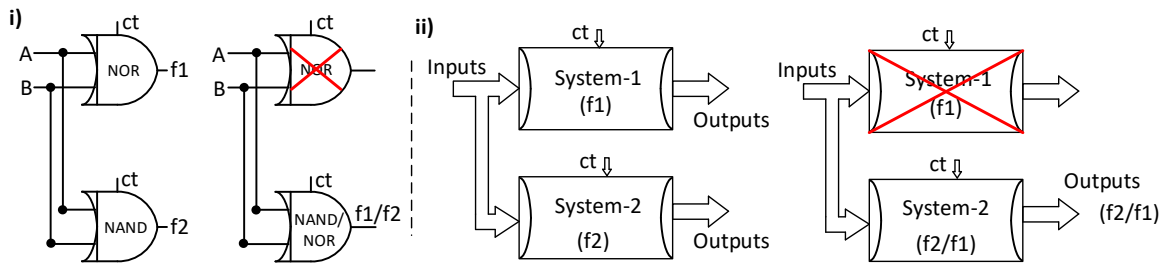 i)
ct
A
NOR
f1
B
ct
NAND
f2
ct
A
NOR
B
ct
NAND/
NOR
f1/f2
ii)
ct
Inputs
System-1
(f1)
Outputs
ct
System-2
(f2)
Outputs
ct
Inputs
System-1
(f1)
ct
System-2
(f2/f1)
Outputs
(f2/f1)